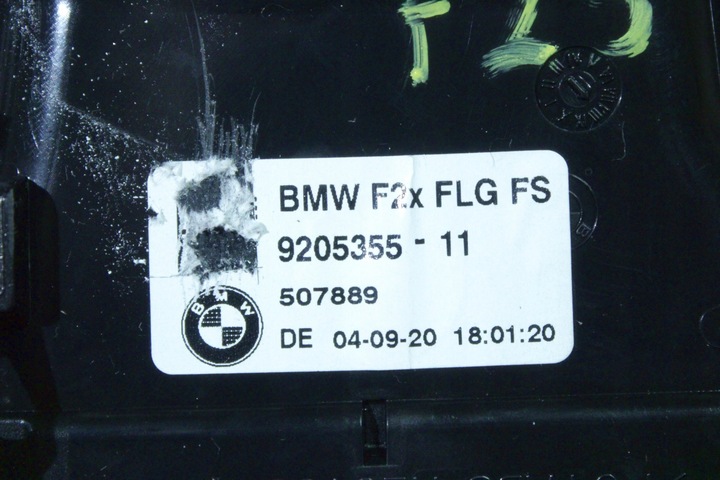 F25
BMW F2x FLG FS
9205355 - 11
507889
BMW
DE 04-09-20 18:01:20